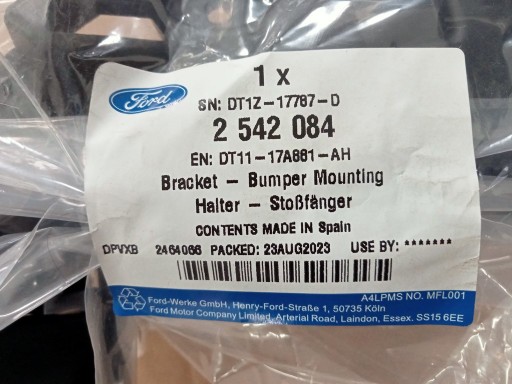 1 x
Ford
SN: DT1Z-17787-D
2 542 084
EN: DT11-17A881-AH
Bracket - Bumper Mounting
Halter - Stoßfänger
CONTENTS MADE IN Spain
DPVXB 2464066 PACKED: 23AUG2023 USE BY: *******
A4LPMS NO. MFL001
Ford-Werke GmbH, Henry-Ford-Straße 1, 50735 Köln
Ford Motor Company Limited, Arterial Road, Laindon, Essex. SS15 6EE